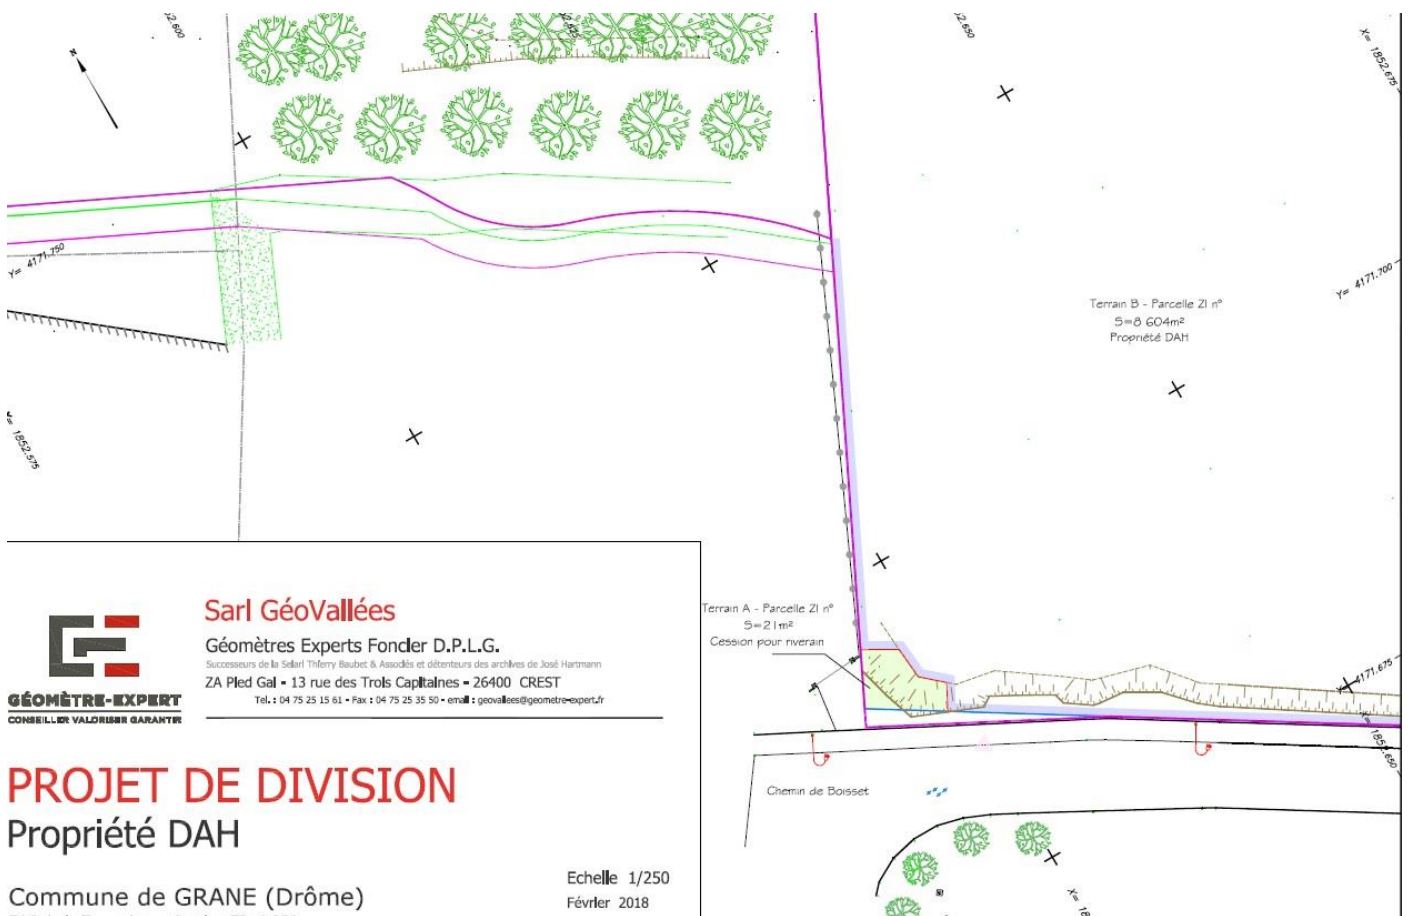 N
X= 1852.675
Y= 4171.750
Y= 4171.700
Terrain B - Parcelle ZI n°
S=8 604m²
Propriété DAH
X= 1852.575
Terrain A - Parcelle ZI n°
S=21m²
Cession pour riverain
4171.675
Chemin de Boisset
GÉOMÈTRE-EXPERT
CONSEILLER VALORISER GARANTIR
Sarl GéoVallées
Géomètres Experts Foncier D.P.L.G.
Successeurs de la Selarl Thierry Baubet & Associés et détenteurs des archives de José Hartmann
ZA Pied Gai - 13 rue des Trois Capitaines - 26400 CREST
Tel. : 04 75 25 15 61 - Fax : 04 75 25 35 50 - email : geovallees@geometre-expert.fr
PROJET DE DIVISION
Propriété DAH
Commune de GRANE (Drôme)
Echelle 1/250
Février 2018